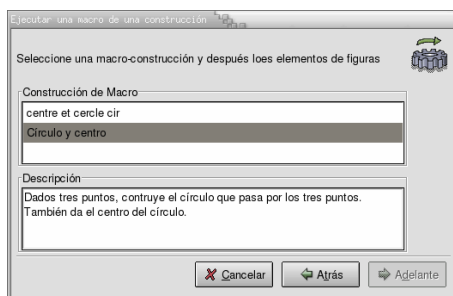 Ejecutar una macro de una construcción
Seleccione una macro-construcción y después loes elementos de figuras
Construcción de Macro
centre et cercle cir
Círculo y centro
Descripción
Dados tres puntos, contruye el círculo que pasa por los tres puntos.
También da el centro del círculo.
Cancelar
Atrás
Adelante